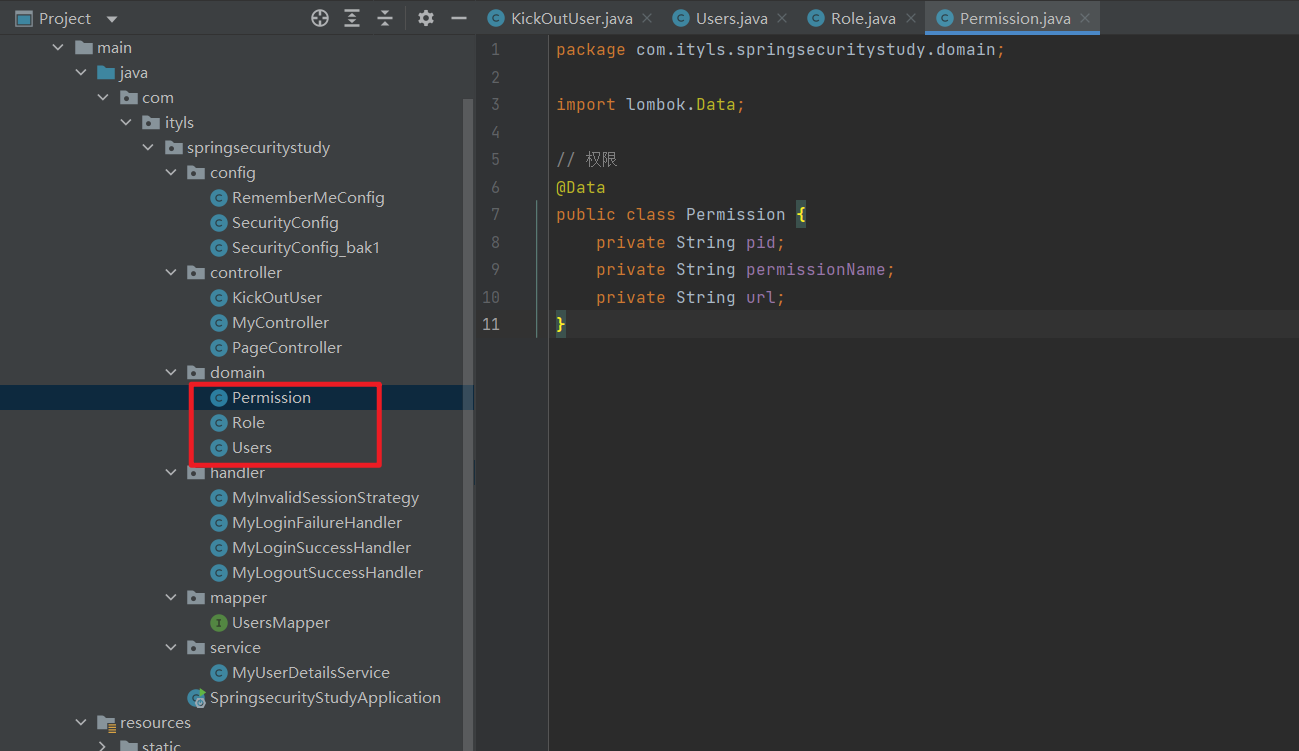 Project
KickOutUser.java
Users.java
Role.java
Permission.java
main
java
com
ityls
springsecuritystudy
config
RememberMeConfig
SecurityConfig
SecurityConfig_bak1
controller
KickOutUser
MyController
PageController
domain
Permission
Role
Users
handler
MyInvalidSessionStrategy
MyLoginFailureHandler
MyLoginSuccessHandler
MyLogoutSuccessHandler
mapper
UsersMapper
service
MyUserDetailsService
SpringsecurityStudyApplication
resources
static
1 package com.ityls.springsecuritystudy.domain;
2
3 import lombok.Data;
4
5 // 权限
6 @Data
7 public class Permission {
8 private String pid;
9 private String permissionName;
10 private String url;
11 }